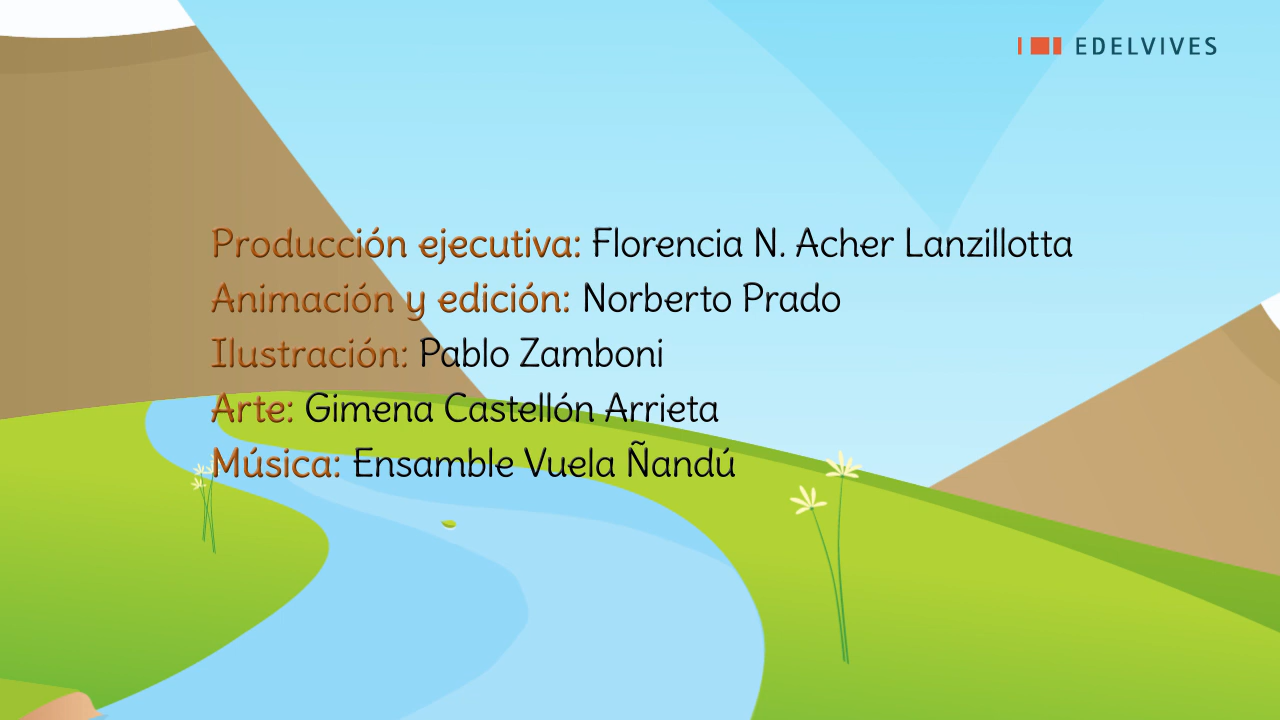 EDELVIVES
Producción ejecutiva: Florencia N. Acher Lanzillotta
Animación y edición: Norberto Prado
Ilustración: Pablo Zamboni
Arte: Gimena Castellón Arrieta
Música: Ensamble Vuela Ñandú